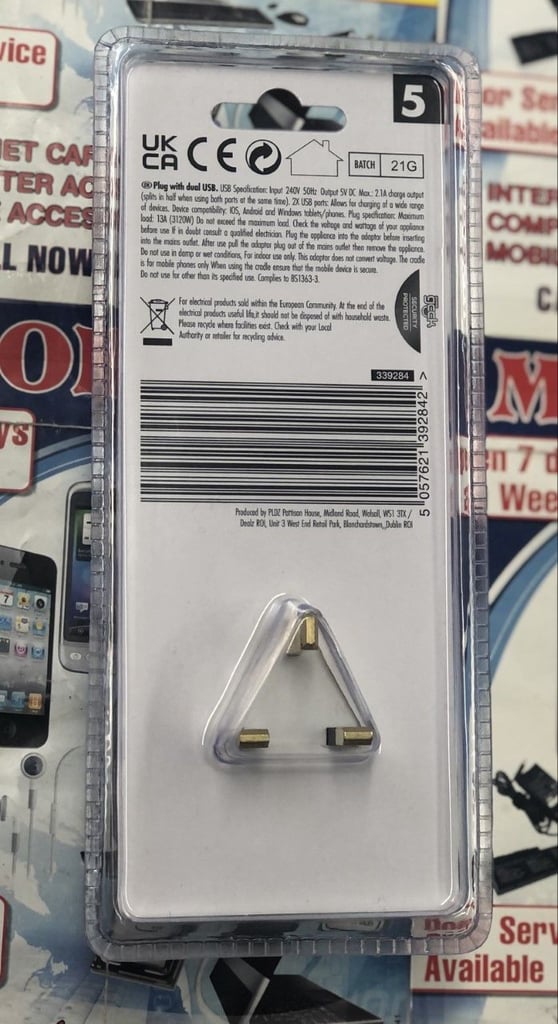 vice
5
or Se
ailable
UK
CA CE
BATCH 21G
Plug with dual USB. USB Specification: Input 240V 50Hz Output 5V DC Max.: 2.1A charge output
(splits in half when using both ports at the same time). 2X USB ports: Allows for charging of a wide range
of devices. Device compatibility: IOS, Android and Windows tablets/phones. Plug specification: Maximum
load: 13A (3120W) Do not exceed the maximum load. Check the voltage and wattage of your appliance
before use If in doubt consult a qualified electrician. Plug the appliance into the adaptor before inserting
into the mains outlet. After use pull the adaptor plug out of the mains outlet then remove the appliance.
Do not use in damp or wet conditions, For indoor use only. This adaptor does not convert voltage. The cradle
is for mobile phones only When using the cradle ensure that the mobile device is secure.
Do not use for other than its specified use. Complies to BS1363-3.
For electrical products sold within the European Community. At the end of the
electrical products useful life,it should not be disposed of with household waste.
Please recycle where facilities exist. Check with your Local
Authority or retailer for recycling advice.
SECURITY
PROTECTED
339284
5 057621 392842 >
Produced by PLDZ Pattison House, Midland Road, Walsall, WS1 3TX /
Dealz ROI, Unit 3 West End Retail Park, Blanchardstown, Dublin ROI
NET CAF
TER AC
E ACCES
LL NOW
INTE
COMP
MOBIL
CA
M
ys
en 7 d
Wee
7
Serv
Available